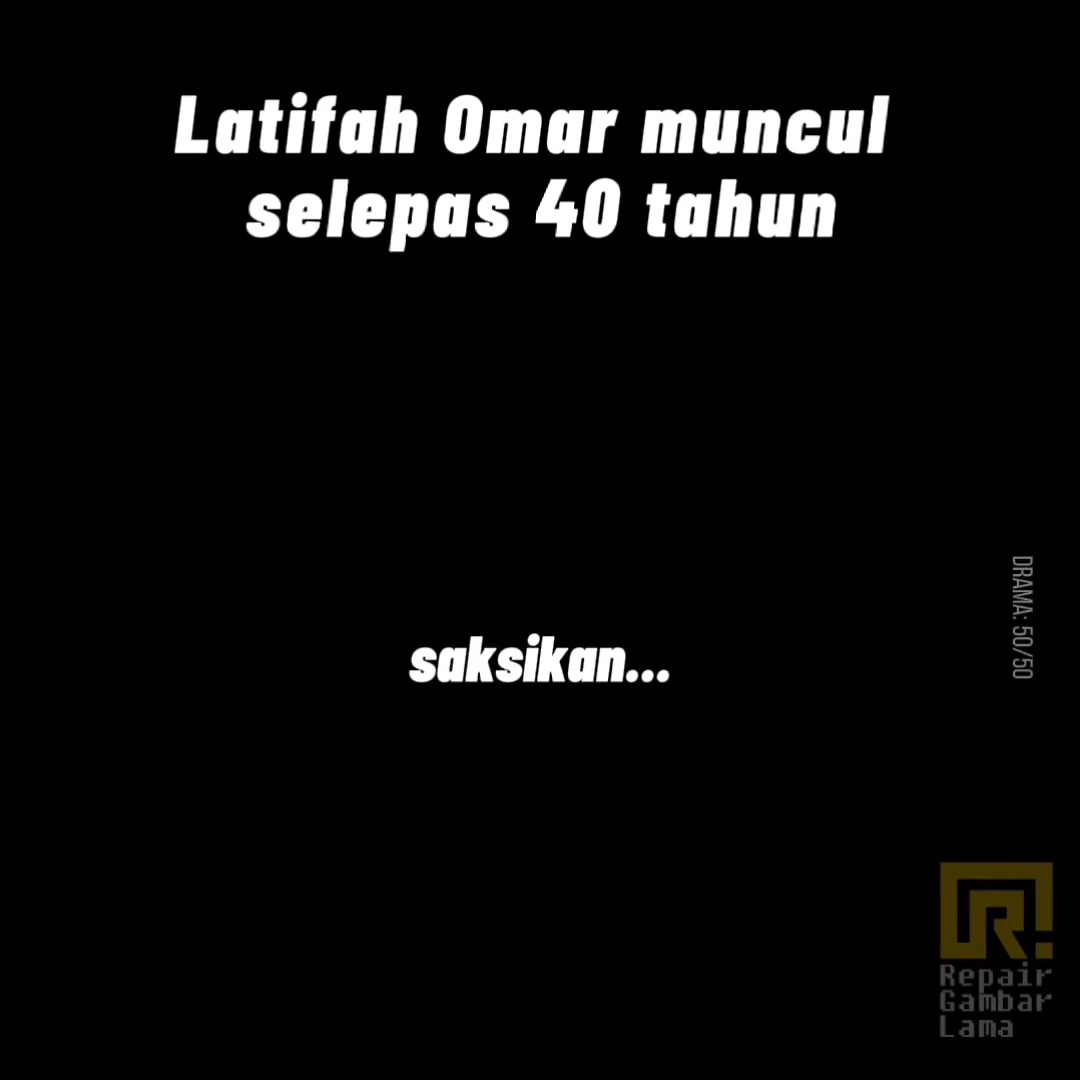 Latifah Omar muncul
selepas 40 tahun
saksikan...
DRAMA: 50/50
Repair
Gambar
Lama